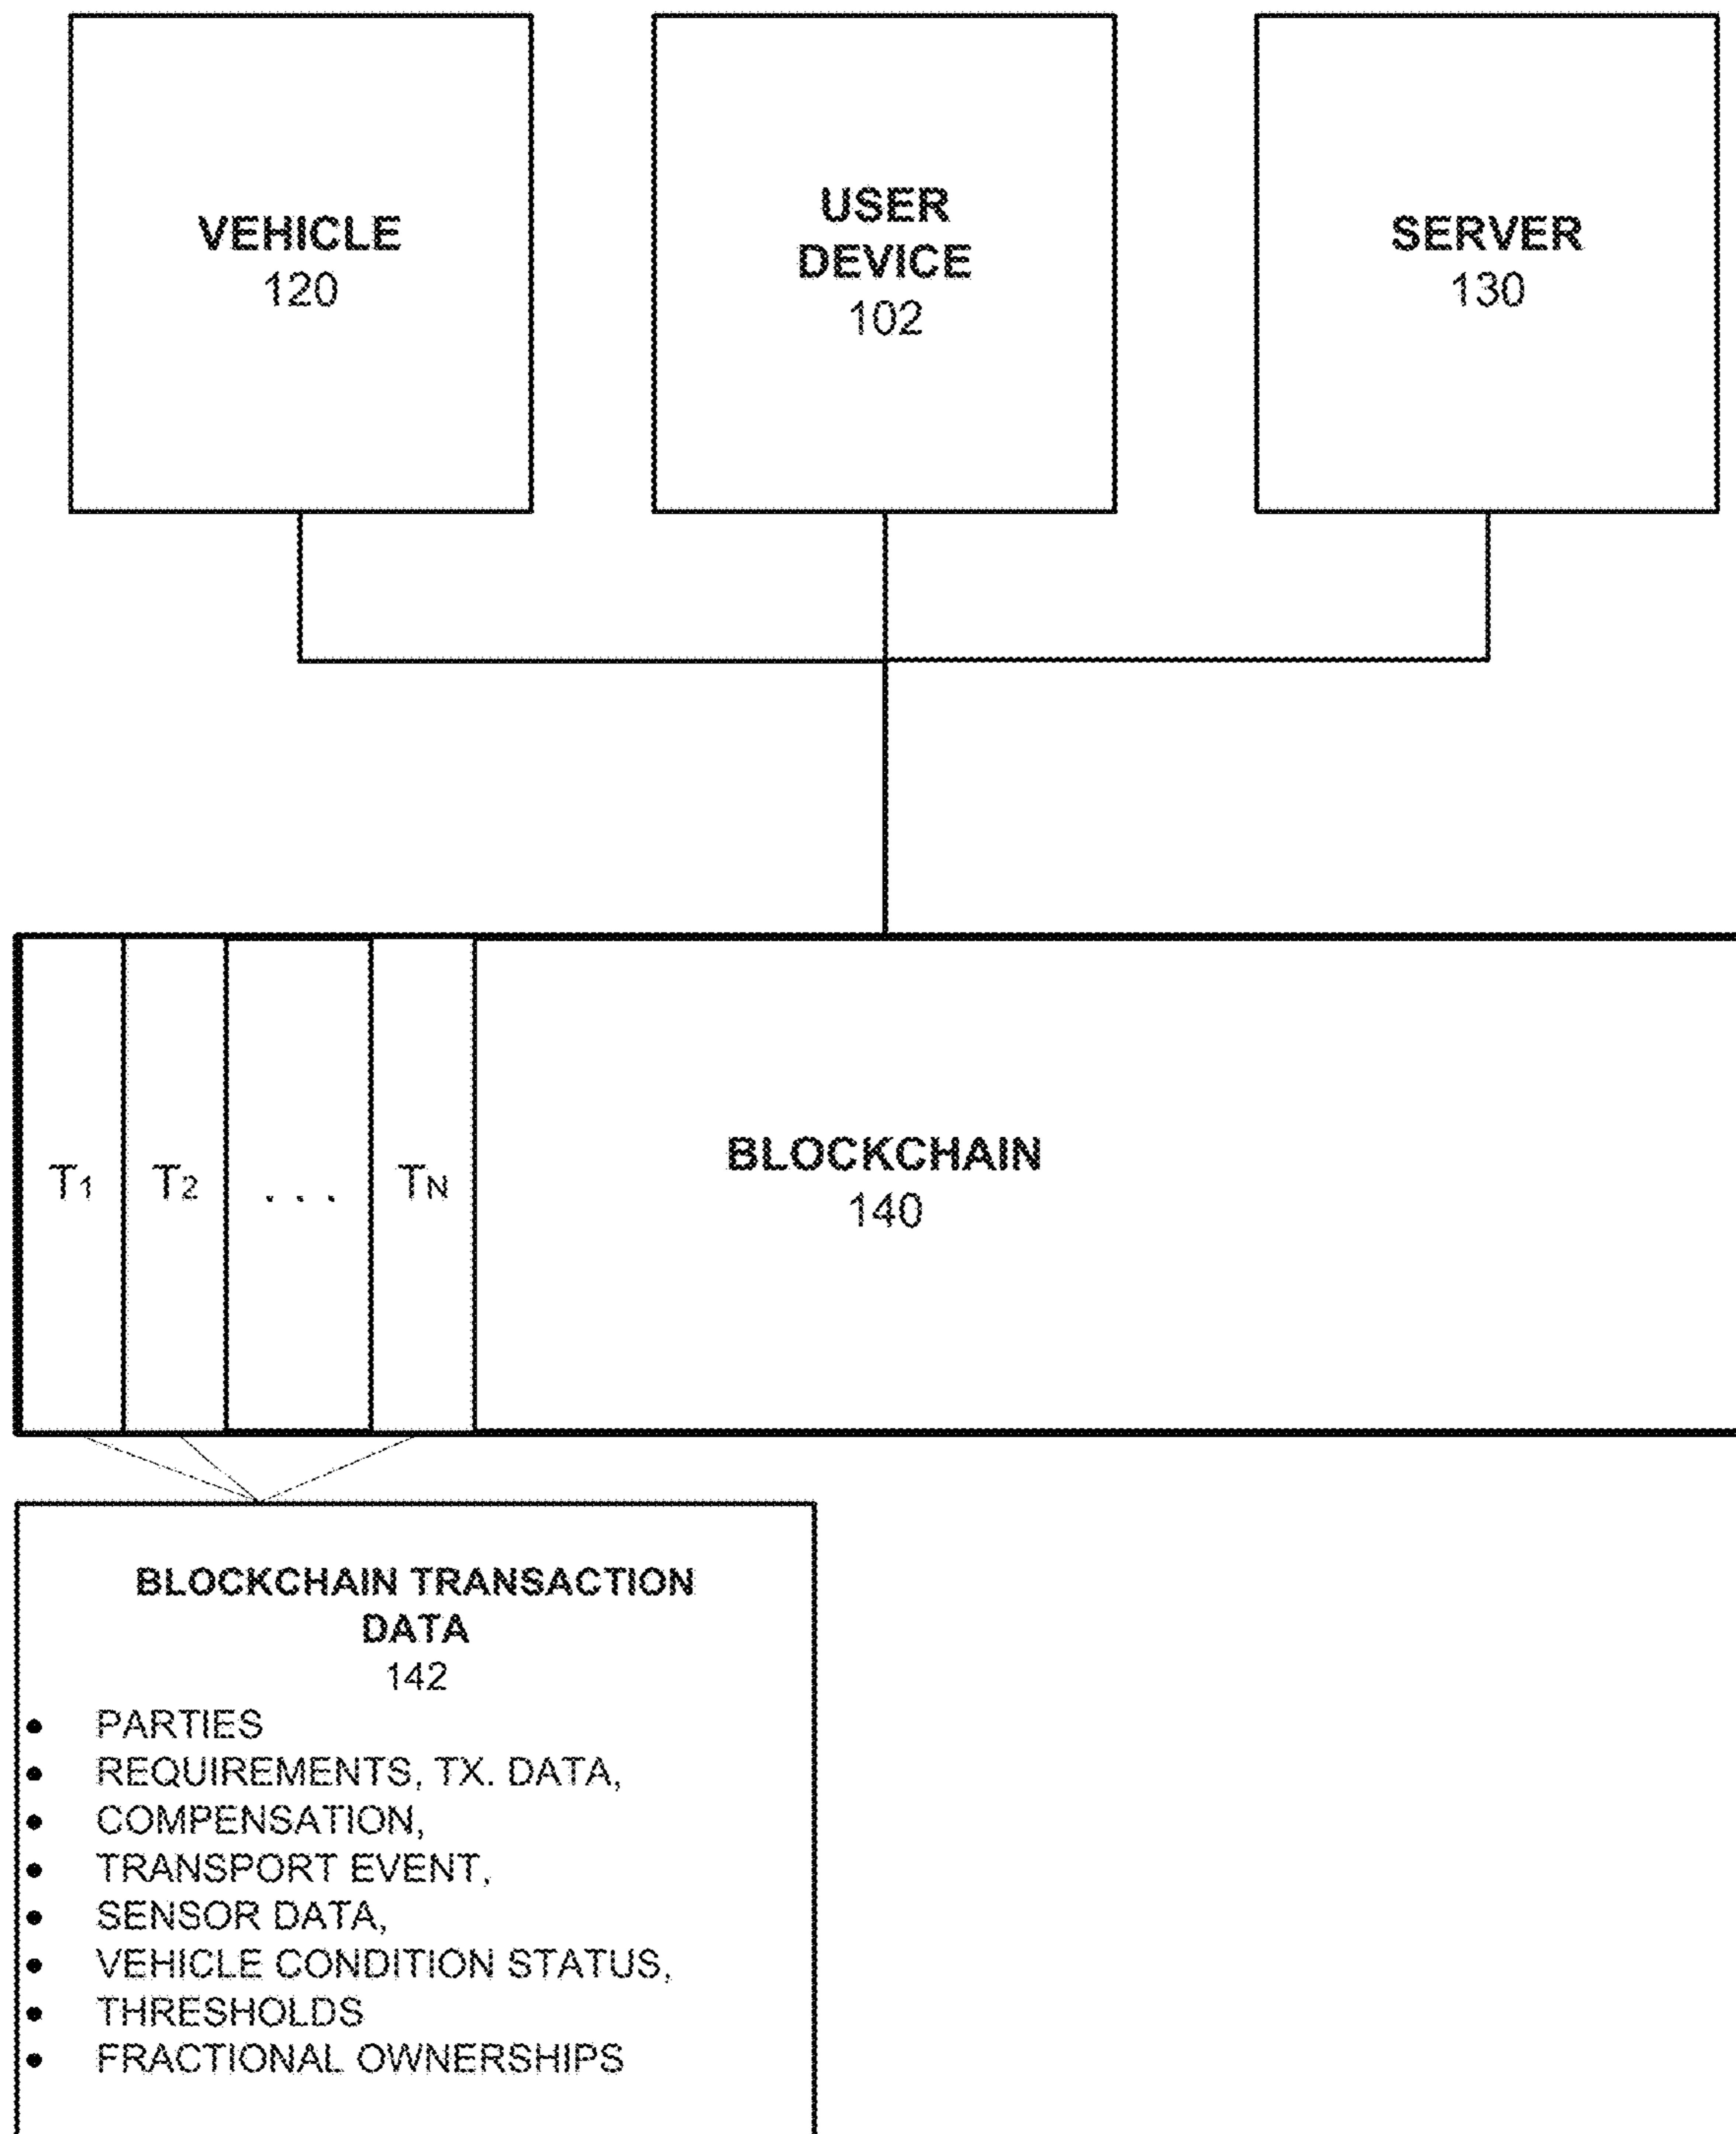 VEHICLE
120
USER
DEVICE
102
SERVER
130
T1
T2
. . .
TN
BLOCKCHAIN
140
BLOCKCHAIN TRANSACTION
DATA
142
• PARTIES
• REQUIREMENTS, TX. DATA,
• COMPENSATION,
• TRANSPORT EVENT,
• SENSOR DATA,
• VEHICLE CONDITION STATUS,
• THRESHOLDS
• FRACTIONAL OWNERSHIPS